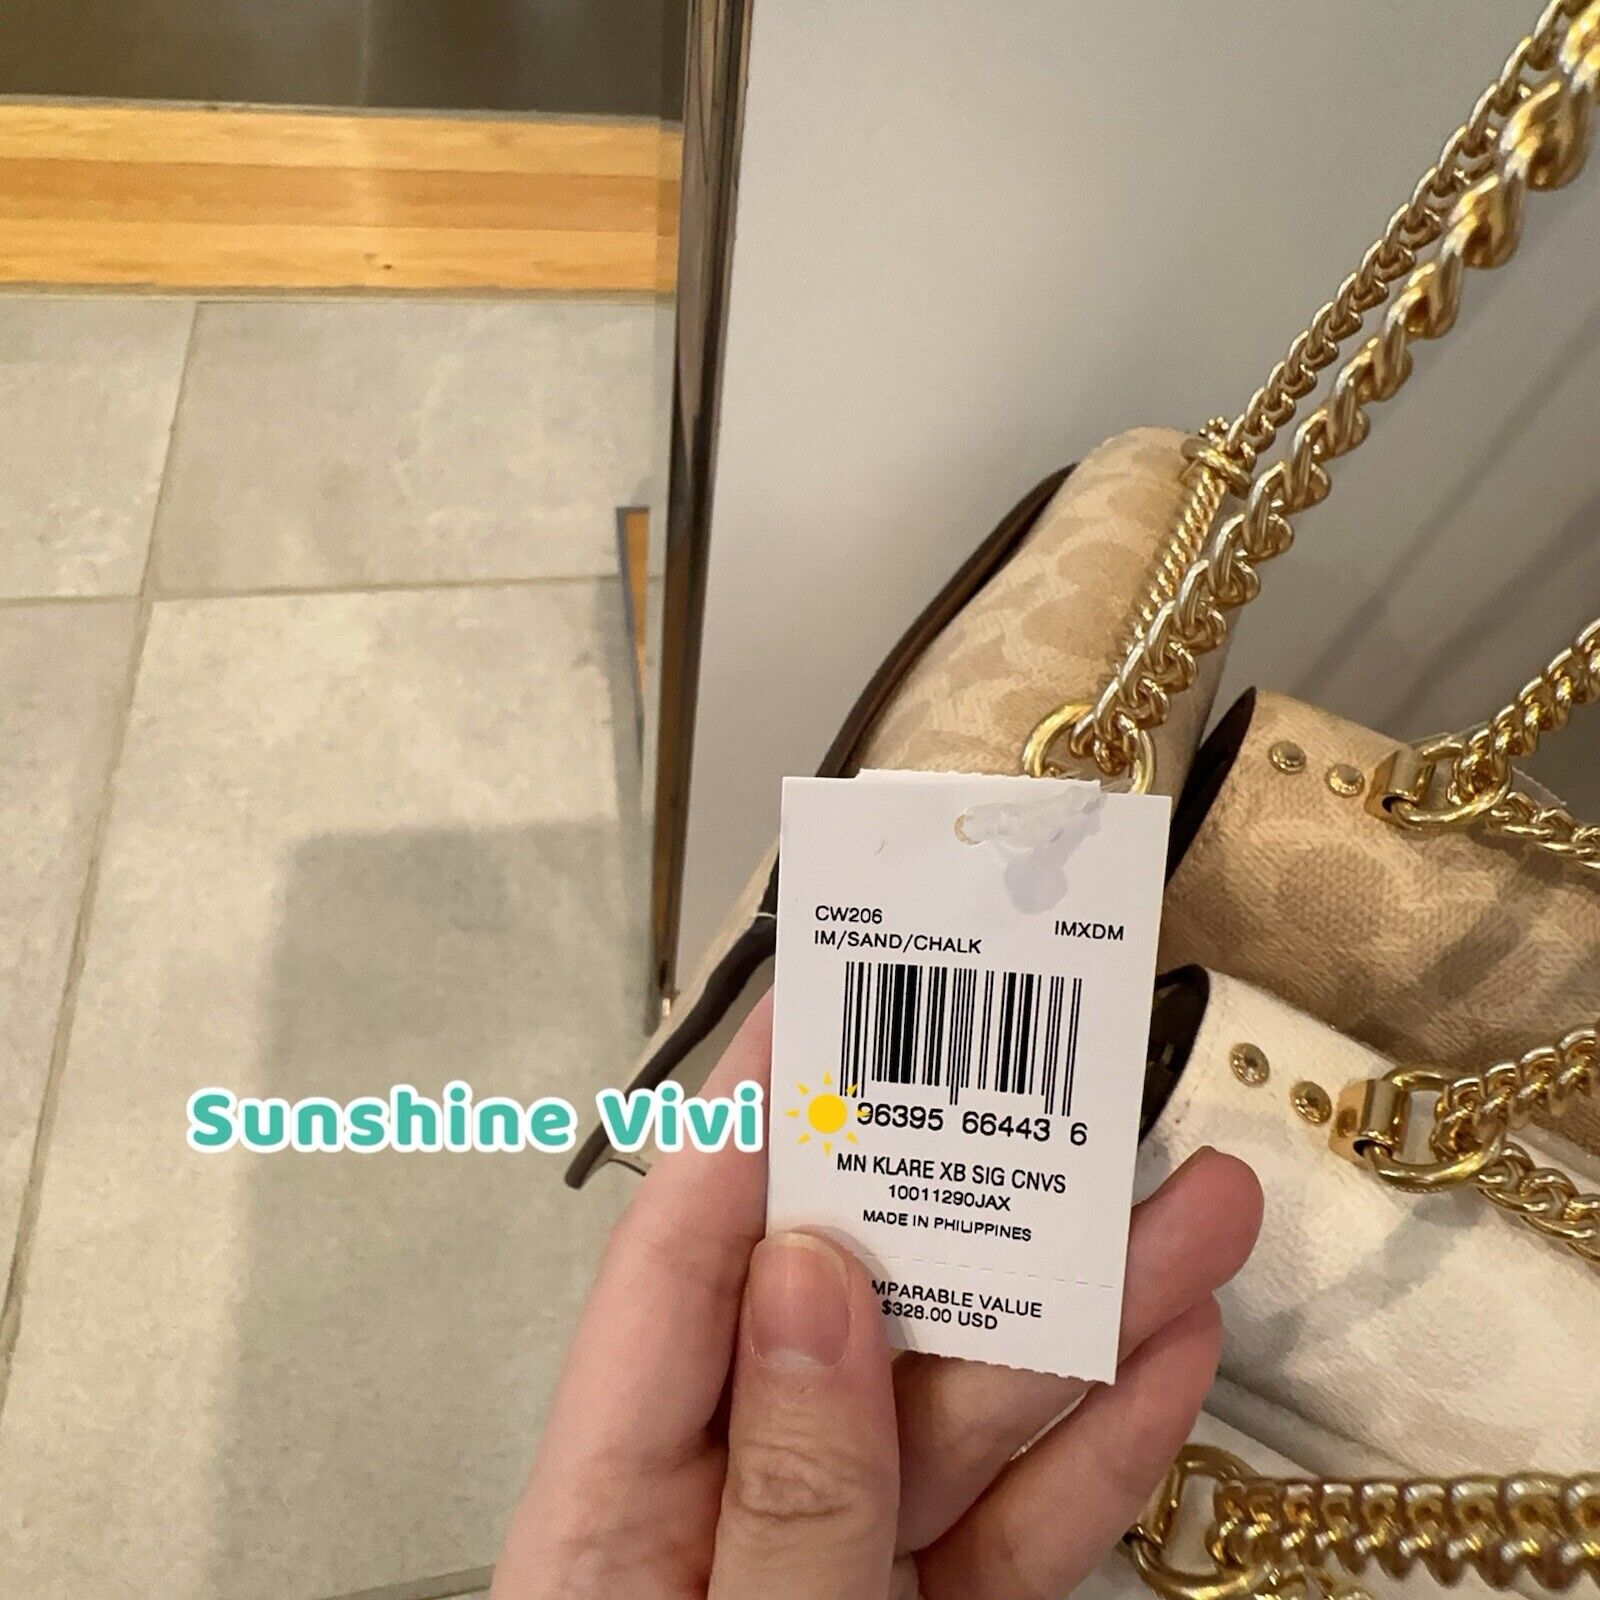 CW206
IMXDM
IM/SAND/CHALK
96395 66443 6
Sunshine Vivi
MN KLARE XB SIG CNVS
10011290JAX
MADE IN PHILIPPINES
MPARABLE VALUE
$328.00 USD